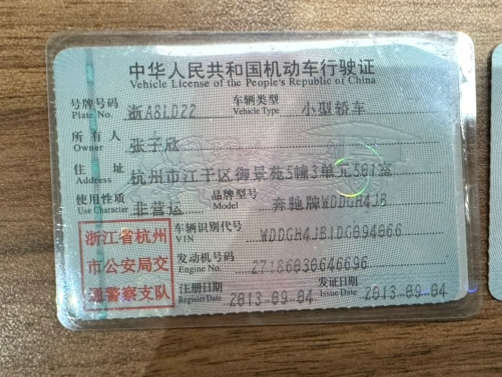 中华人民共和国机动车行驶证
Vehicle License of the People's Republic of China
号牌号码 浙A8LD22 车辆类型 小型轿车
Plate No. Vehicle Type
所有人 张子欣
Owner
住址 杭州市江干区御景苑5幢3单元501室
Address
使用性质 非营运 品牌型号 奔驰牌WDDGH4JB
Use Character Model
浙江省杭州 车辆识别代号 WDDGH4JB1DG094066
VIN
市公安局交 发动机号码 27186030646696
Engine No.
通警察支队 注册日期 2013-09-04 发证日期 2013-09-04
Register Date Issue Date